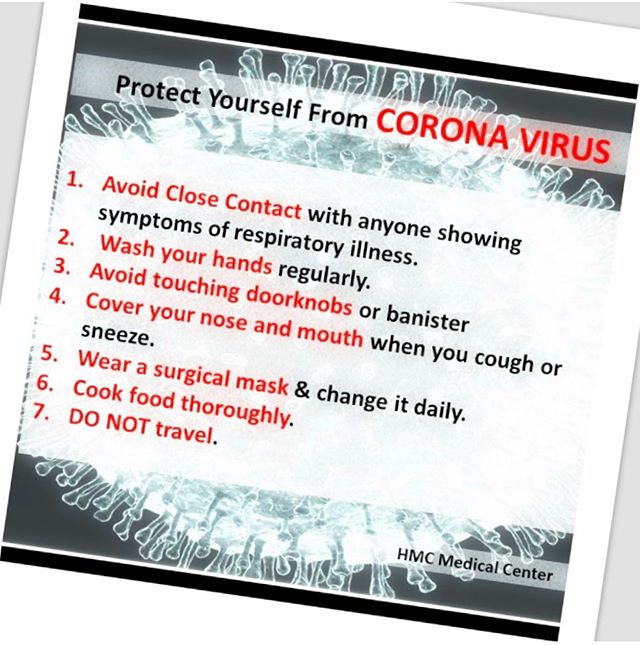 Protect Yourself From CORONA VIRUS
1. Avoid Close Contact with anyone showing
symptoms of respiratory illness.
2. Wash your hands regularly.
3. Avoid touching doorknobs or banister
4. Cover your nose and mouth when you cough or
sneeze.
5. Wear a surgical mask & change it daily.
6. Cook food thoroughly.
7. DO NOT travel.
HMC Medical Center